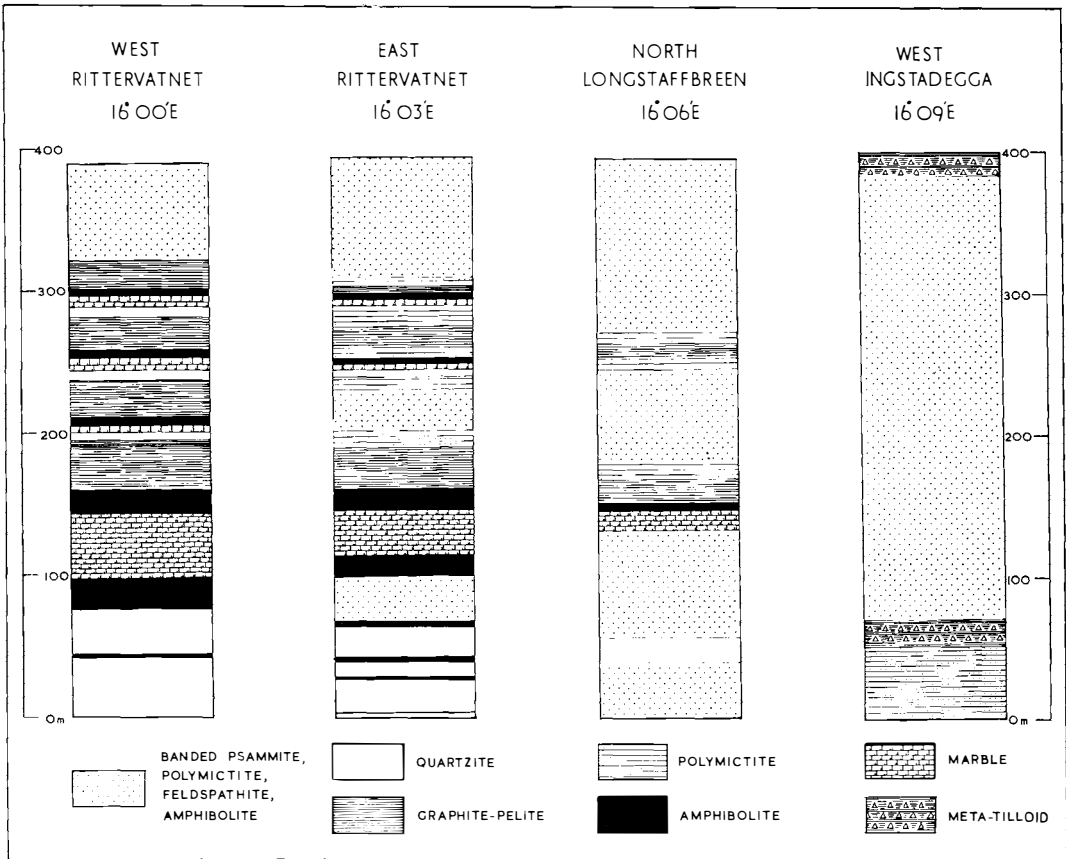 WEST
RITTERVATNET
16° 00'E
EAST
RITTERVATNET
16° 03'E
NORTH
LONGSTAFFBREEN
16° 06'E
WEST
INGSTADEGGA
16° 09'E
400
300
200
100
0m
400
300
200
100
0m
BANDED PSAMMITE,
POLYMICTITE,
FELDSPATHITE,
AMPHIBOLITE
QUARTZITE
GRAPHITE-PELITE
POLYMICTITE
AMPHIBOLITE
MARBLE
META-TILLOID